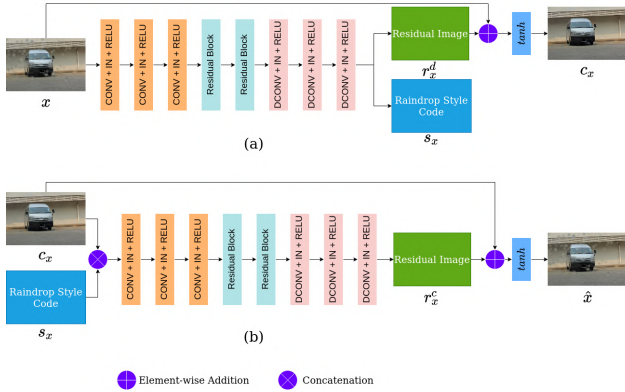 x
CONV + IN + RELU
CONV + IN + RELU
CONV + IN + RELU
Residual Block
Residual Block
DCONV + IN + RELU
DCONV + IN + RELU
DCONV + IN + RELU
Residual Image
r_x^d
Raindrop Style
Code
s_x
tanh
c_x
(a)
c_x
Raindrop Style
Code
s_x
CONV + IN + RELU
CONV + IN + RELU
CONV + IN + RELU
Residual Block
Residual Block
DCONV + IN + RELU
DCONV + IN + RELU
DCONV + IN + RELU
Residual Image
r_x^c
tanh
x̂
(b)
Element-wise Addition
Concatenation